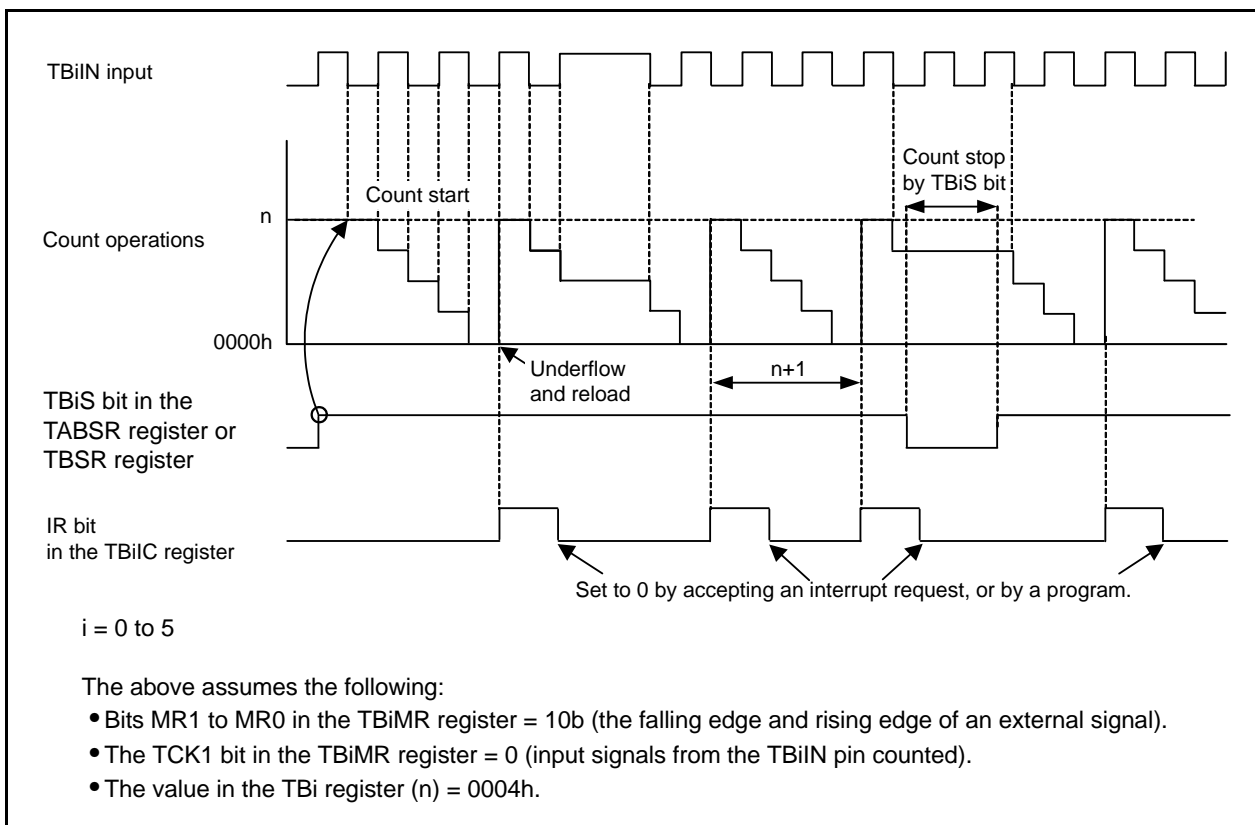 TBiIN input
Count stop
by TBiS bit
Count start
n
Count operations
0000h
Underflow
and reload
n+1
TBiS bit in the
TABSR register or
TBSR register
IR bit
in the TBiIC register
Set to 0 by accepting an interrupt request, or by a program.
i = 0 to 5
The above assumes the following:
• Bits MR1 to MR0 in the TBiMR register = 10b (the falling edge and rising edge of an external signal).
• The TCK1 bit in the TBiMR register = 0 (input signals from the TBiIN pin counted).
• The value in the TBi register (n) = 0004h.